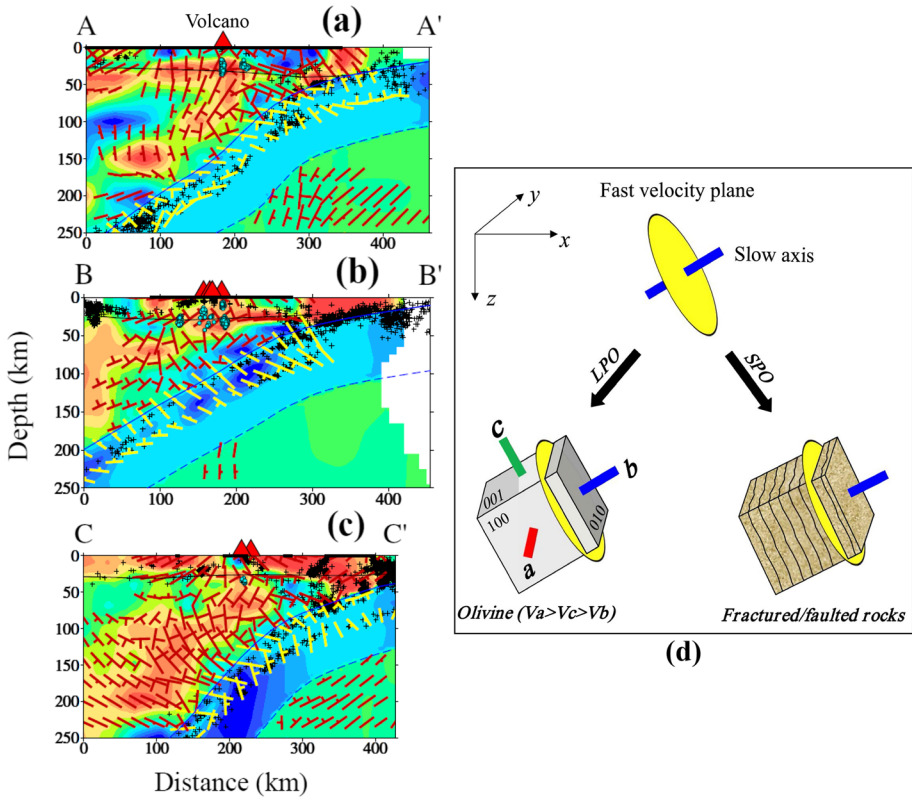 A
Volcano
(a)
A'
0
50
100
150
200
250
0
100
200
300
400
B
(b)
B'
0
50
100
150
200
250
0
100
200
300
400
C
(c)
C'
0
50
100
150
200
250
0
100
200
300
400
Depth (km)
Distance (km)
Fast velocity plane
y
x
z
Slow axis
LPO
SPO
c
b
001
100
010
a
Olivine (Va>Vc>Vb)
Fractured/faulted rocks
(d)